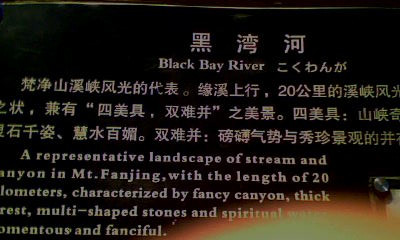 黑湾河
Black Bay River こくわんが
梵净山溪峡风光的代表。缘溪上行，20公里的溪峡风光
之状，兼有“四美具，双难并”之美景。四美具：山峡奇
灵石千姿、慧水百媚。双难并：磅礴气势与秀珍景观的并存
A representative landscape of stream and
anyon in Mt.Fanjing,with the length of 20
lometers, characterized by fancy canyon, thick
rest, multi-shaped stones and spiritual water
omentous and fanciful.